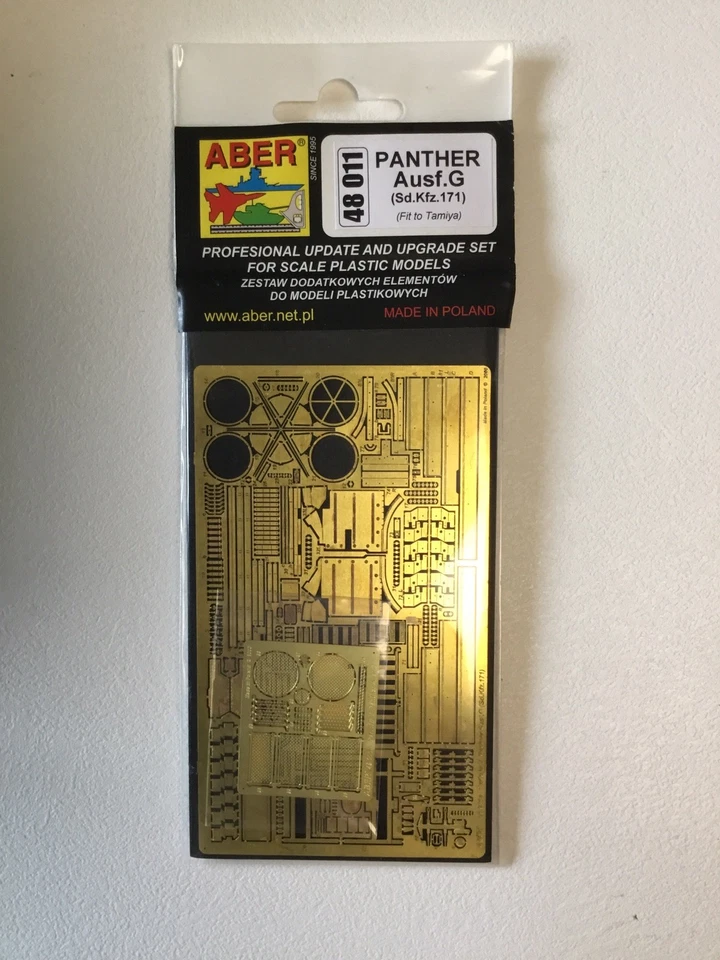 ABER®
SINCE 1995
48 011
PANTHER
Ausf.G
(Sd.Kfz.171)
(Fit to Tamiya)
PROFESIONAL UPDATE AND UPGRADE SET
FOR SCALE PLASTIC MODELS
ZESTAW DODATKOWYCH ELEMENTÓW
DO MODELI PLASTIKOWYCH
www.aber.net.pl
MADE IN POLAND